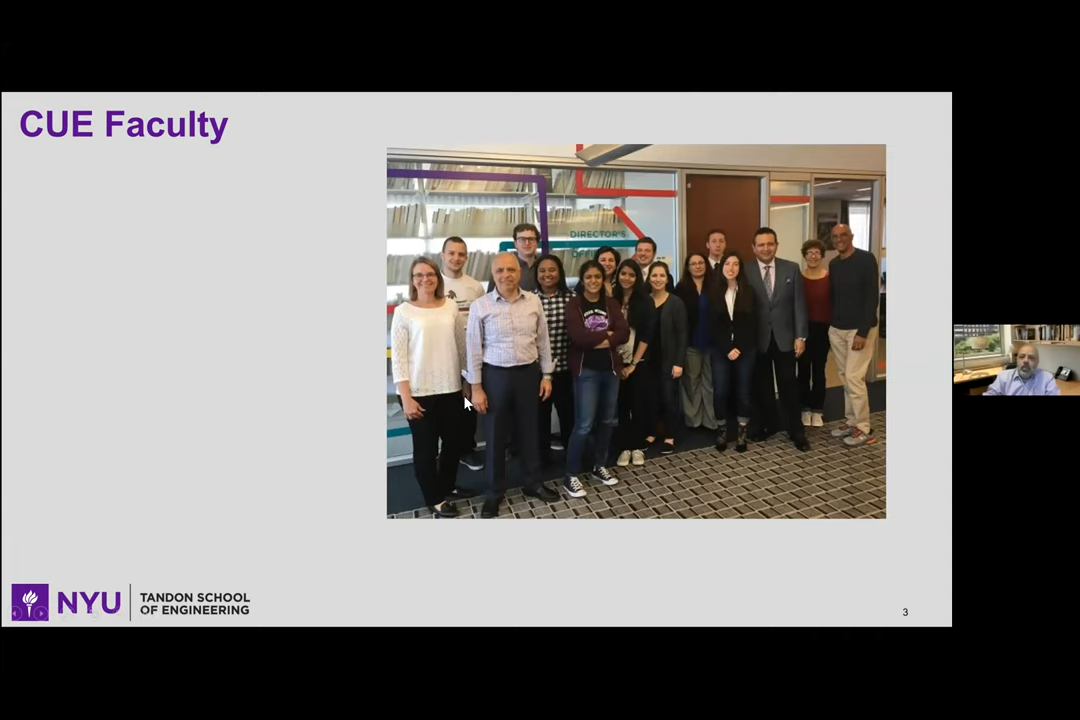 CUE Faculty
DIRECTOR'S
NYU
TANDON SCHOOL
OF ENGINEERING
3